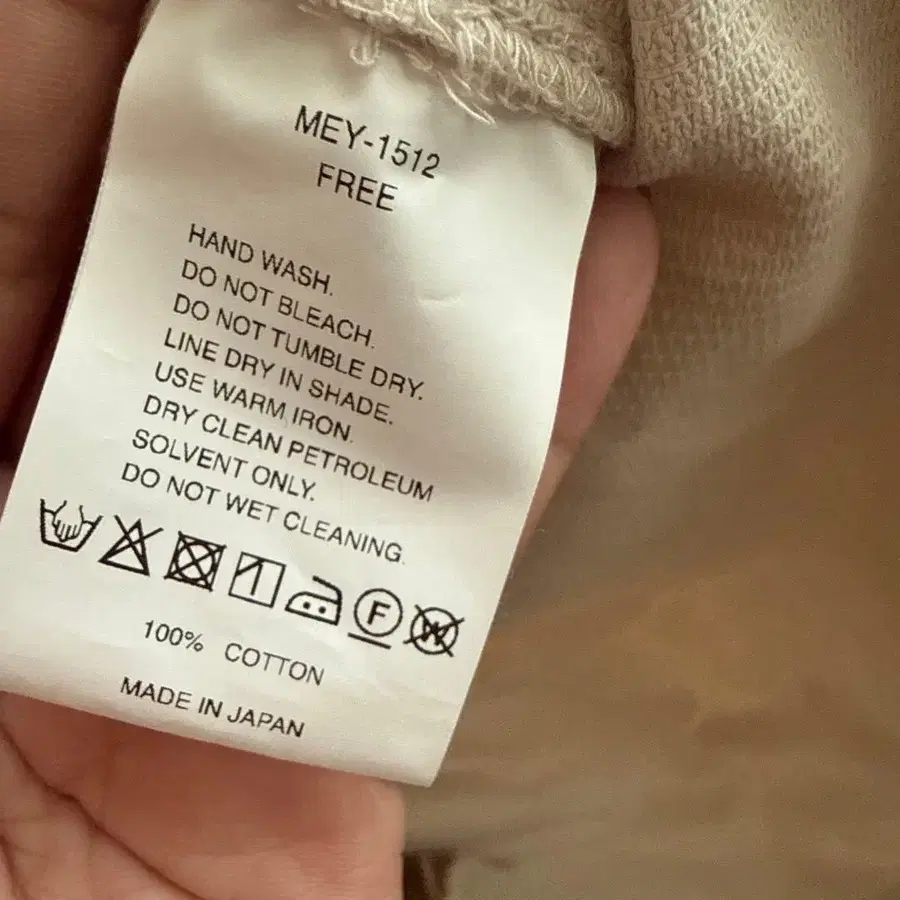 MEY-1512
FREE
HAND WASH.
DO NOT BLEACH.
DO NOT TUMBLE DRY.
LINE DRY IN SHADE.
USE WARM IRON.
DRY CLEAN PETROLEUM
SOLVENT ONLY.
DO NOT WET CLEANING.
F W
100% COTTON
MADE IN JAPAN